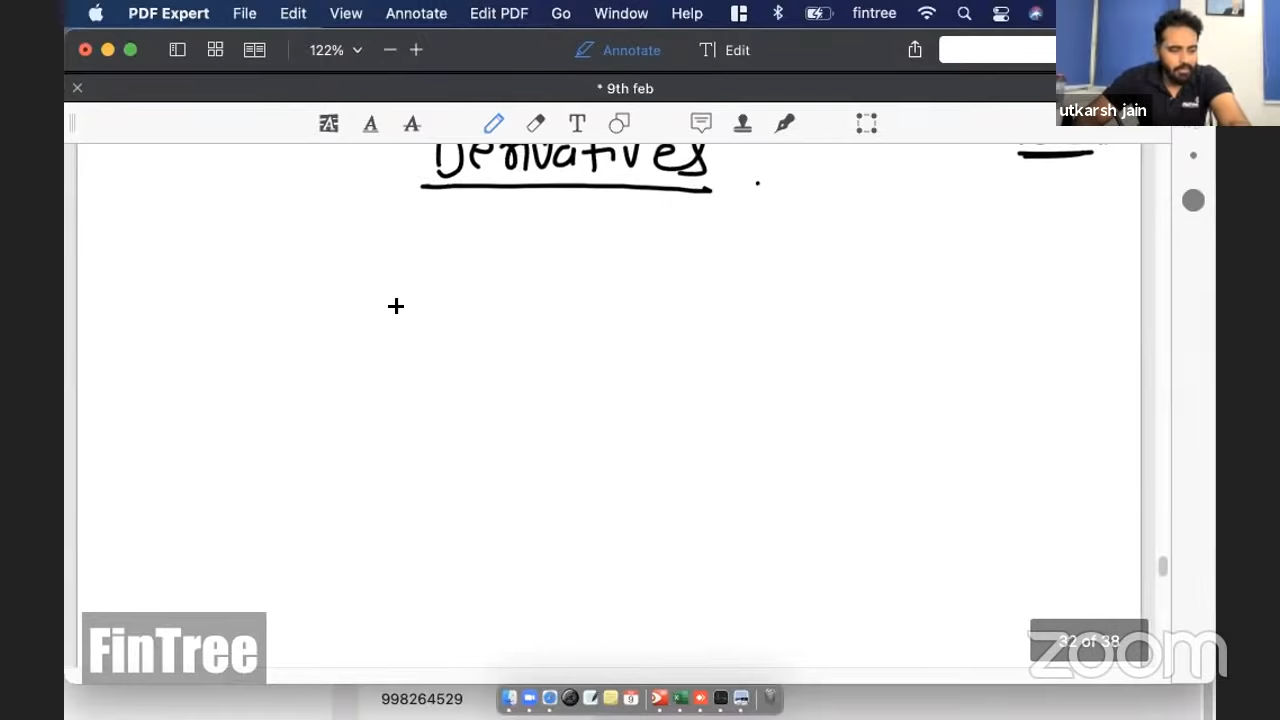 PDF Expert File Edit View Annotate Edit PDF Go Window Help fintree
122% Annotate T| Edit
* 9th feb
utkarsh jain
Derivatives
FinTree
32 of 38
zoom
998264529